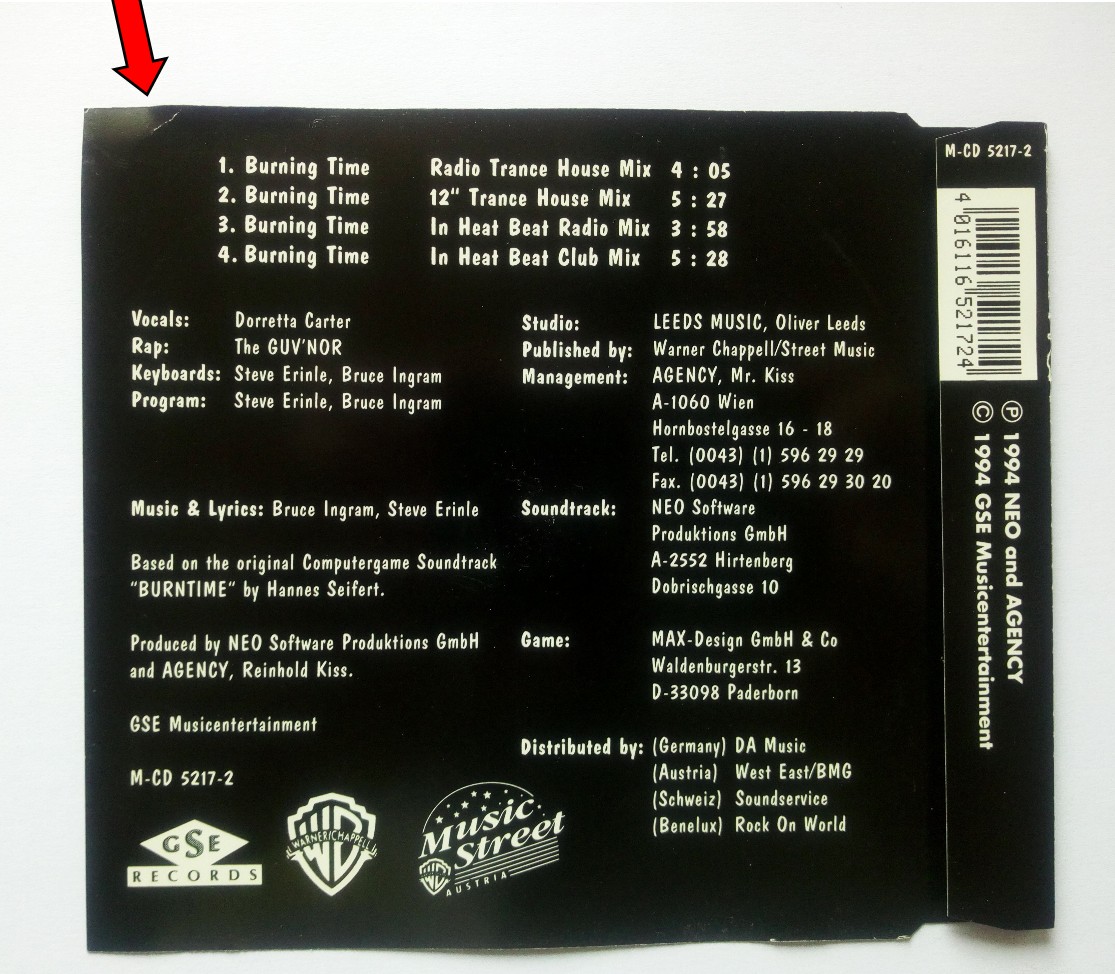 1. Burning Time Radio Trance House Mix 4 : 05
2. Burning Time 12“ Trance House Mix 5 : 27
3. Burning Time In Heat Beat Radio Mix 3 : 58
4. Burning Time In Heat Beat Club Mix 5 : 28
Vocals: Dorretta Carter
Rap: The GUV'NOR
Keyboards: Steve Erinle, Bruce Ingram
Program: Steve Erinle, Bruce Ingram
Music & Lyrics: Bruce Ingram, Steve Erinle
Based on the original Computergame Soundtrack
“BURNTIME“ by Hannes Seifert.
Produced by NEO Software Produktions GmbH
and AGENCY, Reinhold Kiss.
GSE Musicentertainment
M-CD 5217-2
Studio: LEEDS MUSIC, Oliver Leeds
Published by: Warner Chappell/Street Music
Management: AGENCY, Mr. Kiss
A-1060 Wien
Hornbostelgasse 16 - 18
Tel. (0043) (1) 596 29 29
Fax. (0043) (1) 596 29 30 20
Soundtrack: NEO Software
Produktions GmbH
A-2552 Hirtenberg
Dobrischgasse 10
Game: MAX-Design GmbH & Co
Waldenburgerstr. 13
D-33098 Paderborn
Distributed by: (Germany) DA Music
(Austria) West East/BMG
(Schweiz) Soundservice
(Benelux) Rock On World
GSE
RECORDS
WARNER/CHAPPELL
Music
Street
AUSTRIA
M-CD 5217-2
4 016116 521724
℗ 1994 NEO and AGENCY
© 1994 GSE Musicentertainment